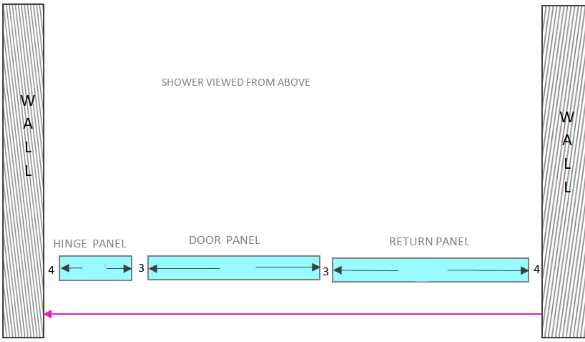 SHOWER VIEWED FROM ABOVE
W
A
L
L
W
A
L
L
HINGE PANEL
DOOR PANEL
RETURN PANEL
4
3
3
4